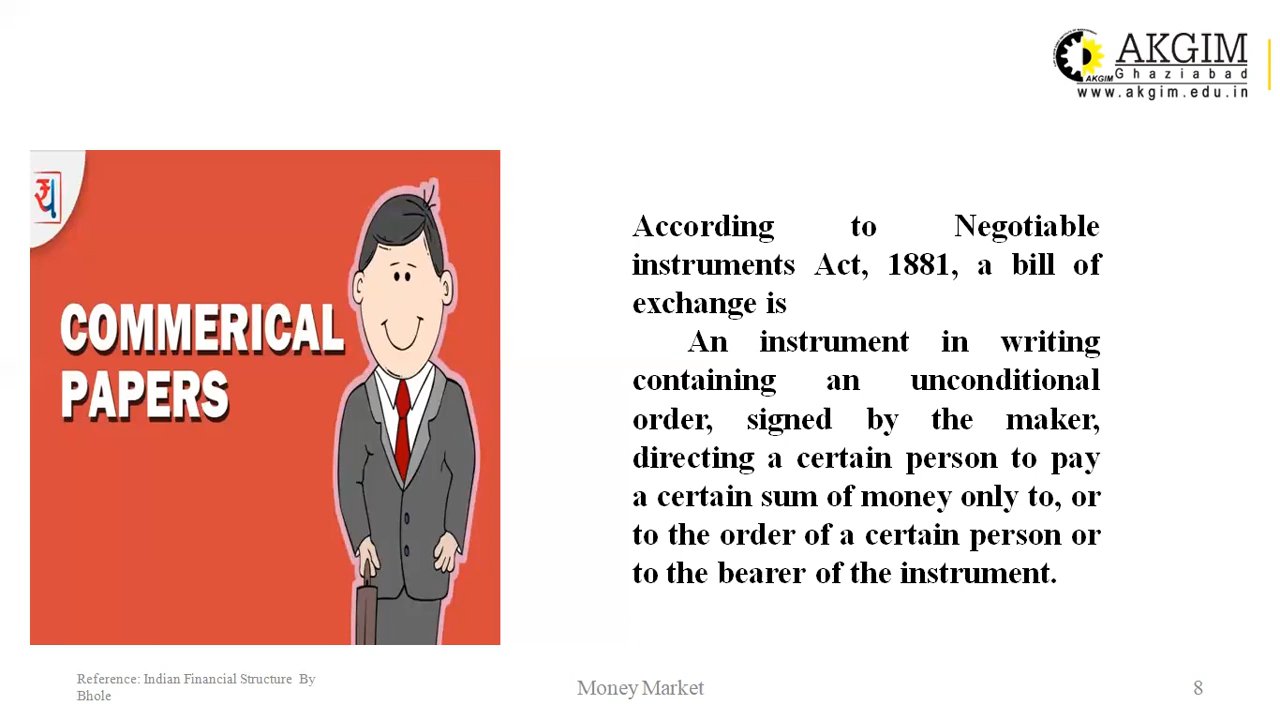 AKGIM
Ghaziabad
AKGIM
www.akgim.edu.in
COMMERICAL
PAPERS
According to Negotiable
instruments Act, 1881, a bill of
exchange is
An instrument in writing
containing an unconditional
order, signed by the maker,
directing a certain person to pay
a certain sum of money only to, or
to the order of a certain person or
to the bearer of the instrument.
Reference: Indian Financial Structure By
Bhole
Money Market
8